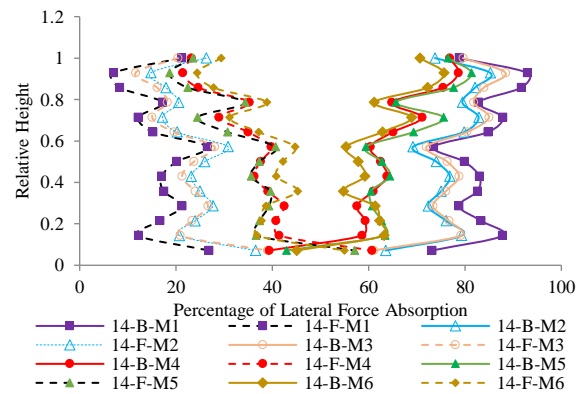 Relative Height
1.2
1
0.8
0.6
0.4
0.2
0
0 20 40 60 80 100
Percentage of Lateral Force Absorption
14-B-M1 14-F-M1 14-B-M2
14-F-M2 14-B-M3 14-F-M3
14-B-M4 14-F-M4 14-B-M5
14-F-M5 14-B-M6 14-F-M6